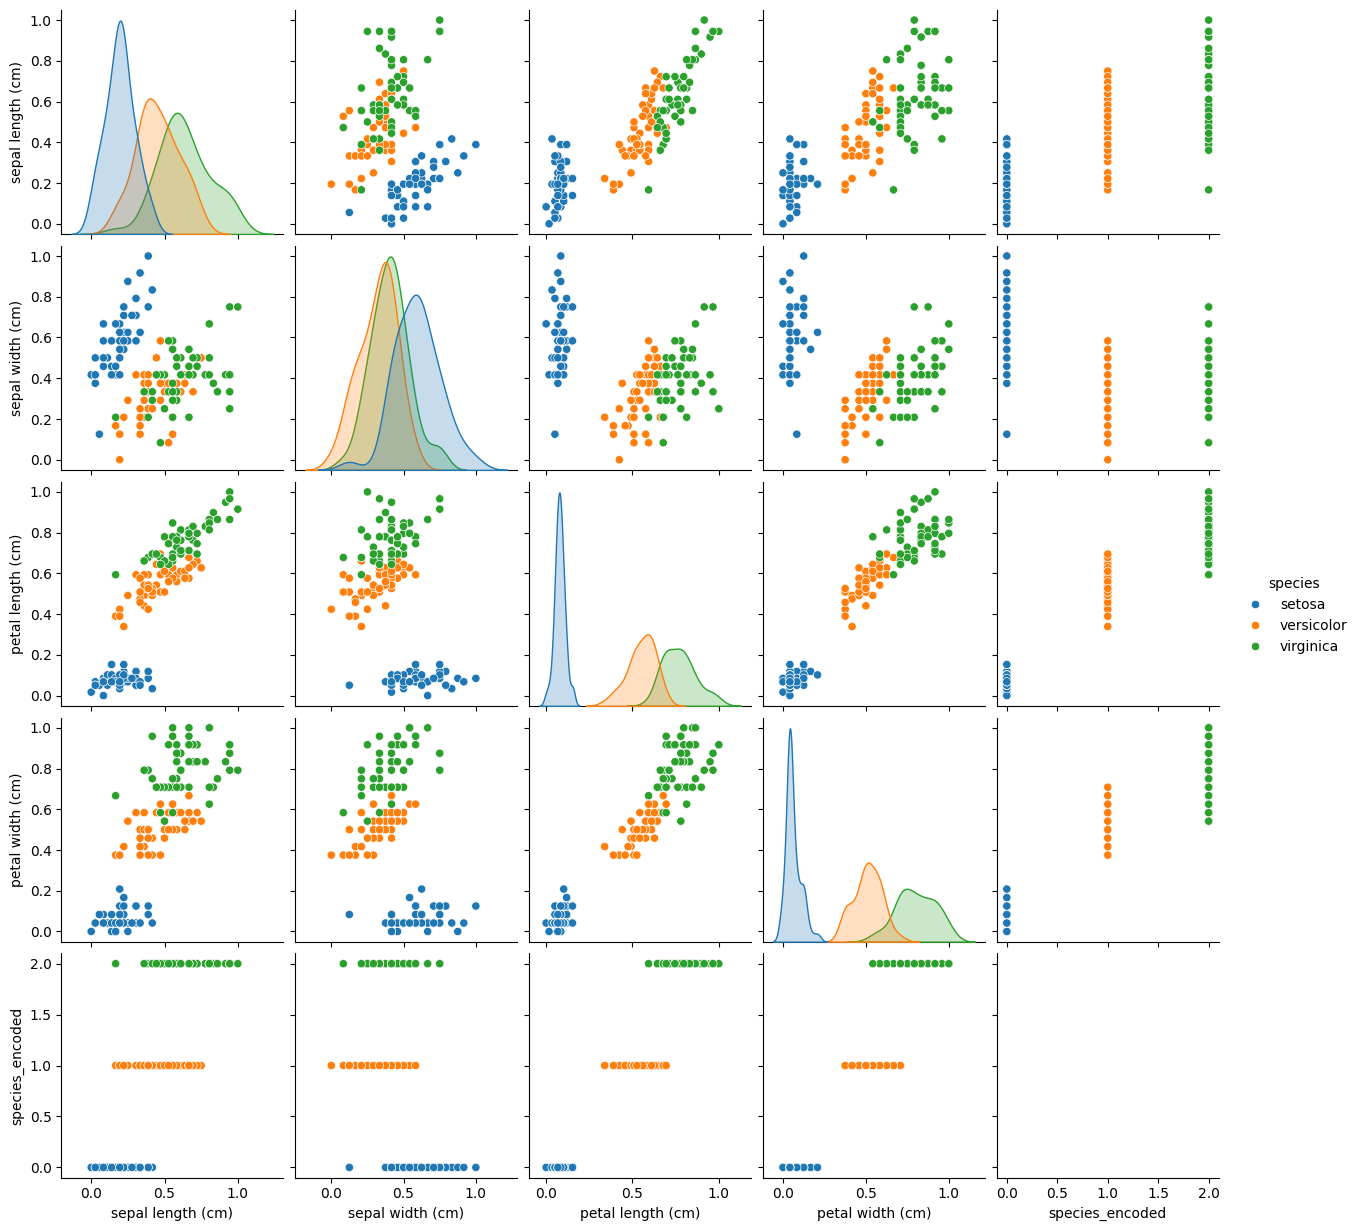 1.0
0.8
0.6
0.4
0.2
0.0
sepal length (cm)
1.0
0.8
0.6
0.4
0.2
0.0
sepal width (cm)
1.0
0.8
0.6
0.4
0.2
0.0
petal length (cm)
species
setosa
versicolor
virginica
1.0
0.8
0.6
0.4
0.2
0.0
petal width (cm)
2.0
1.5
1.0
0.5
0.0
species_encoded
0.0 0.5 1.0
sepal length (cm)
0.0 0.5 1.0
sepal width (cm)
0.0 0.5 1.0
petal length (cm)
0.0 0.5 1.0
petal width (cm)
0.0 0.5 1.0 1.5 2.0
species_encoded